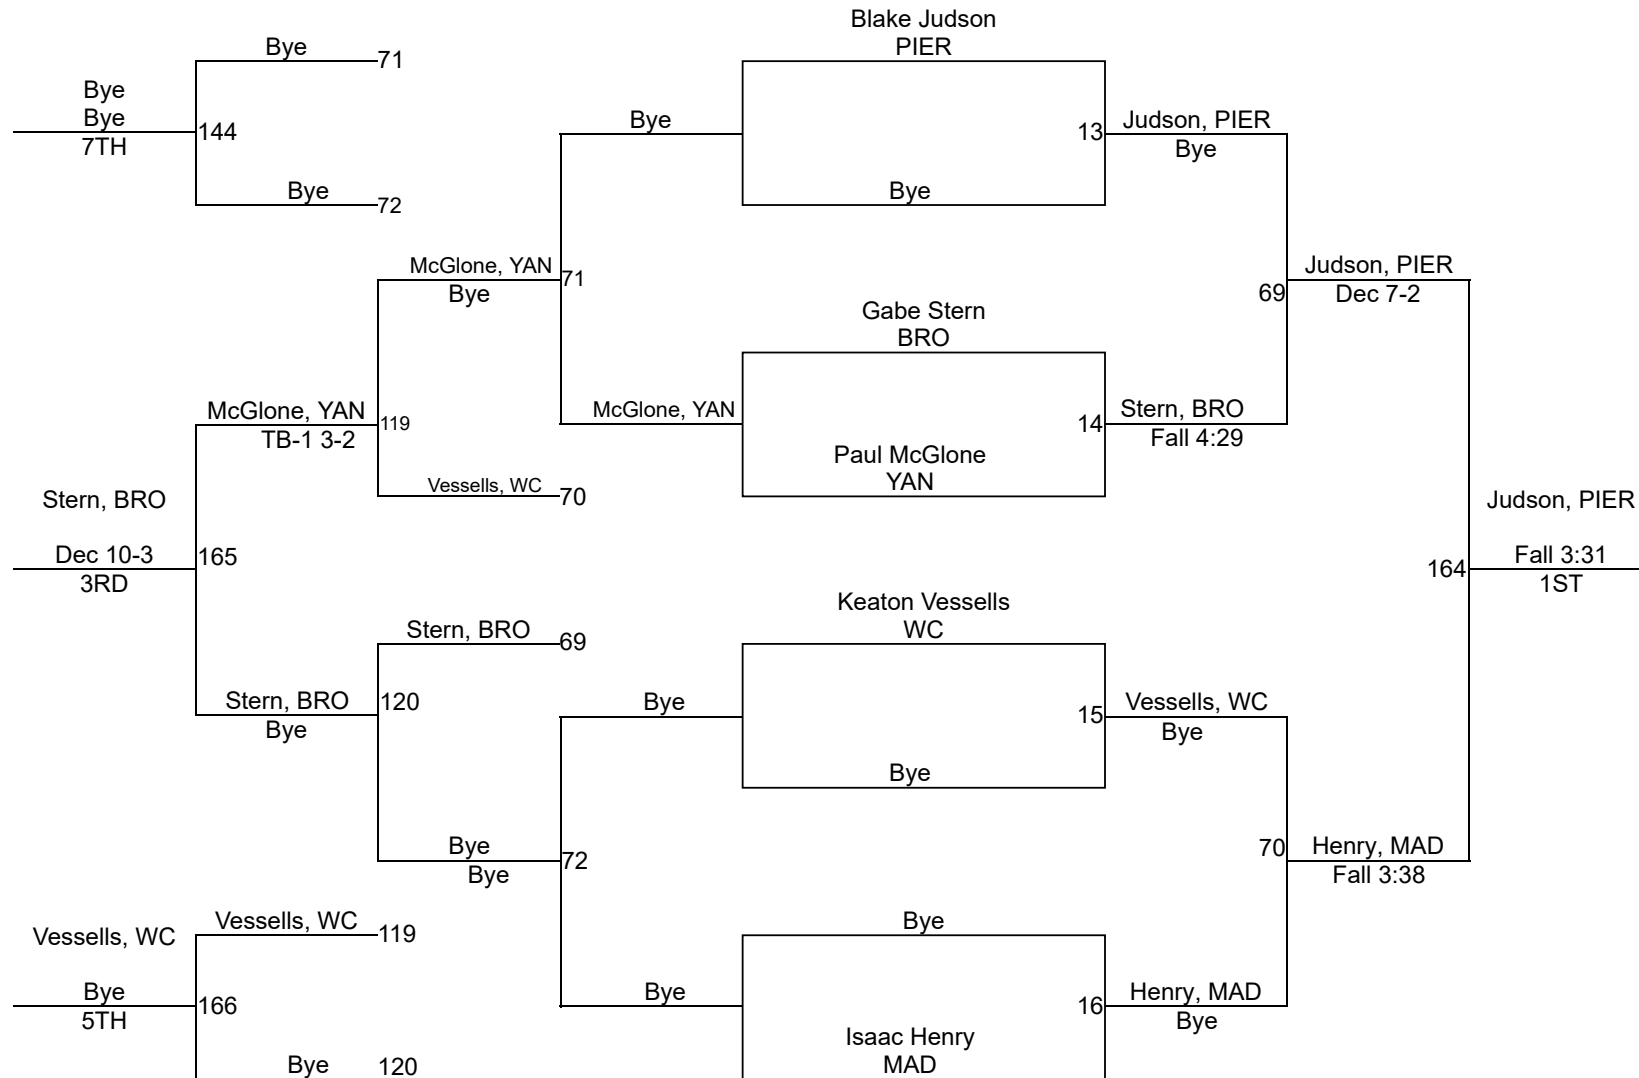 Blake Judson
PIER
Bye
71
Bye
Bye
7TH
144
Bye
13
Judson, PIER
Bye
Bye
72
Bye
McGlone, YAN
Bye
71
69
Judson, PIER
Dec 7-2
Gabe Stern
BRO
McGlone, YAN
TB-1 3-2
119
McGlone, YAN
14
Stern, BRO
Fall 4:29
Paul McGlone
YAN
Vessells, WC
70
Stern, BRO
Dec 10-3
3RD
165
Judson, PIER
164
Fall 3:31
1ST
Keaton Vessells
WC
Stern, BRO
69
Stern, BRO
Bye
120
Bye
15
Vessells, WC
Bye
Bye
Bye
Bye
72
70
Henry, MAD
Fall 3:38
Vessells, WC
Vessells, WC
119
Bye
Bye
5TH
166
Bye
16
Henry, MAD
Bye
Isaac Henry
MAD
Bye
120